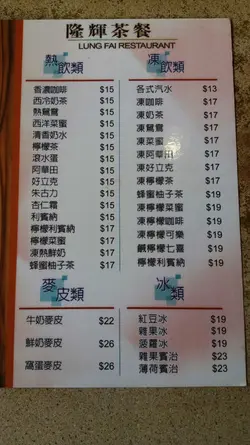 隆輝茶餐
LUNG FAI RESTAURANT
熱飲類
香濃咖啡 $15
西冷奶茶 $15
熱鴛鴦 $15
西洋菜蜜 $15
清香奶水 $15
檸檬茶 $15
滾水蛋 $15
阿華田 $15
好立克 $15
朱古力 $15
杏仁霜 $15
利賓納 $15
檸檬利賓納 $17
檸檬菜蜜 $17
凍熱鮮奶 $17
蜂蜜柚子茶 $17
凍飲類
各式汽水 $13
凍咖啡 $17
凍奶茶 $17
凍鴛鴦 $17
凍菜蜜 $17
凍阿華田 $17
凍好立克 $17
凍檸檬茶 $17
蜂蜜柚子茶 $19
凍檸檬菜蜜 $19
凍檸檬咖啡 $19
凍檸檬可樂 $19
鹹檸檬七喜 $19
檸檬利賓納 $19
麥皮類
牛奶麥皮 $22
鮮奶麥皮 $26
窩蛋麥皮 $26
冰類
紅豆冰 $19
雜果冰 $19
菠蘿冰 $19
雜果賓治 $23
薄荷賓治 $23